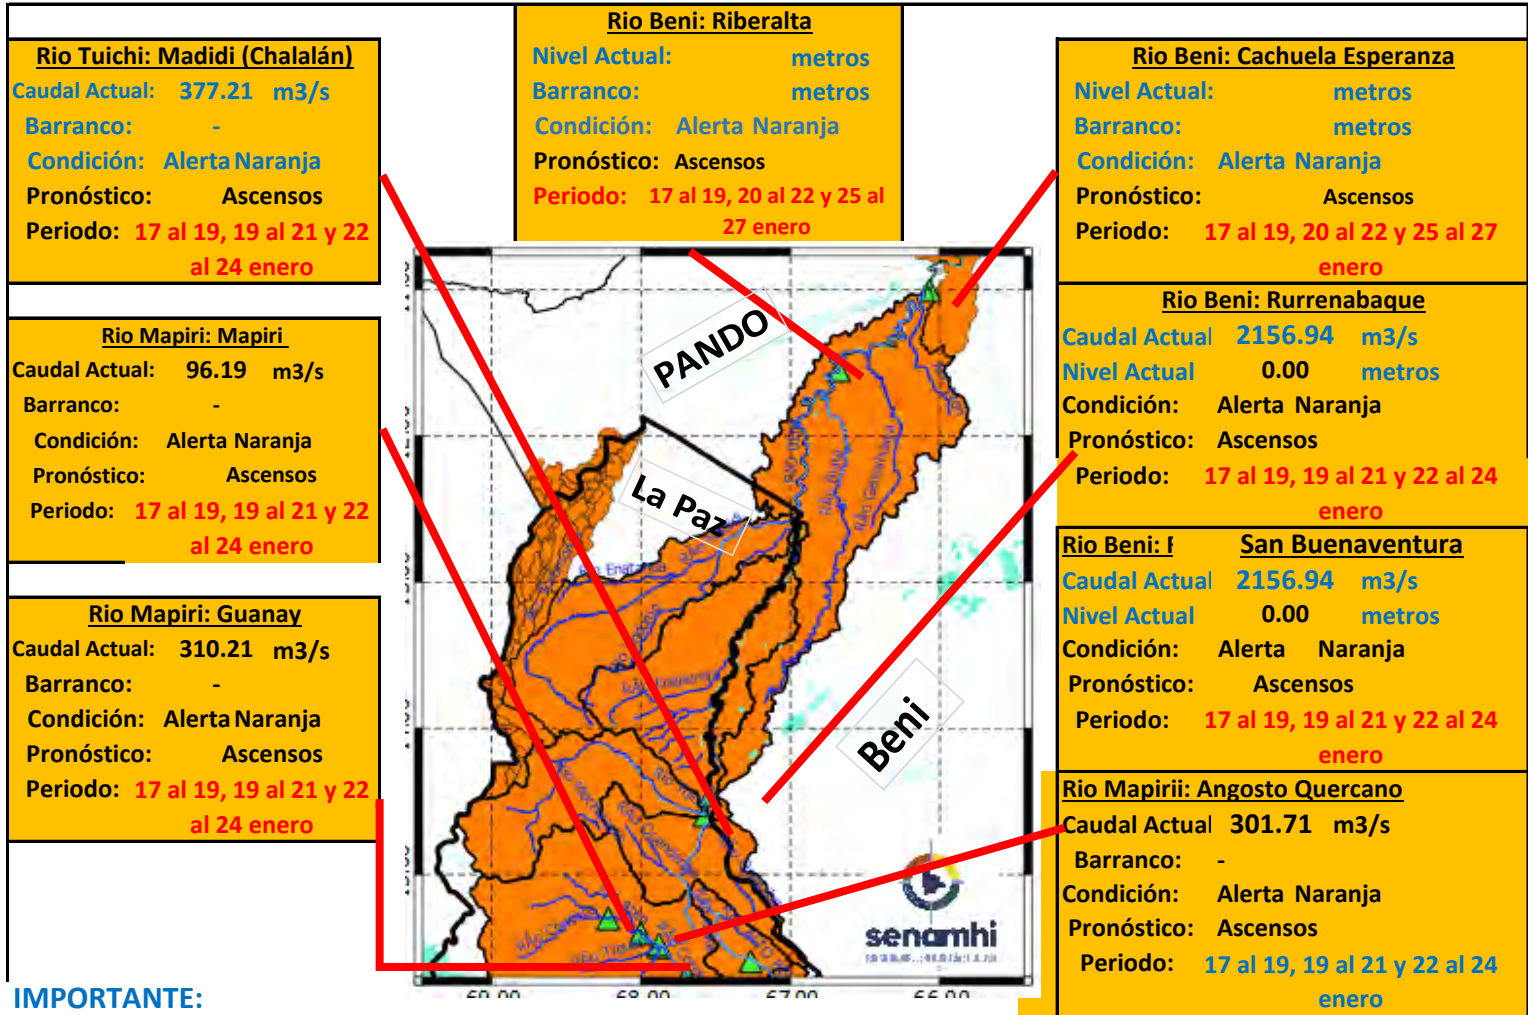 Rio Tuichi: Madidi (Chalalán)
Caudal Actual: 377.21 m3/s
Barranco: -
Condición: Alerta Naranja
Pronóstico: Ascensos
Periodo: 17 al 19, 19 al 21 y 22
al 24 enero
Rio Mapiri: Mapiri
Caudal Actual: 96.19 m3/s
Barranco: -
Condición: Alerta Naranja
Pronóstico: Ascensos
Periodo: 17 al 19, 19 al 21 y 22
al 24 enero
Rio Mapiri: Guanay
Caudal Actual: 310.21 m3/s
Barranco: -
Condición: Alerta Naranja
Pronóstico: Ascensos
Periodo: 17 al 19, 19 al 21 y 22
al 24 enero
Rio Beni: Riberalta
Nivel Actual: metros
Barranco: metros
Condición: Alerta Naranja
Pronóstico: Ascensos
Periodo: 17 al 19, 20 al 22 y 25 al
27 enero
PANDO
La Paz
Beni
senamhi
69.00 68.00 67.00 66.00
Rio Beni: Cachuela Esperanza
Nivel Actual: metros
Barranco: metros
Condición: Alerta Naranja
Pronóstico: Ascensos
Periodo: 17 al 19, 20 al 22 y 25 al 27
enero
Rio Beni: Rurrenabaque
Caudal Actual 2156.94 m3/s
Nivel Actual 0.00 metros
Condición: Alerta Naranja
Pronóstico: Ascensos
Periodo: 17 al 19, 19 al 21 y 22 al 24
enero
Rio Beni: San Buenaventura
Caudal Actual 2156.94 m3/s
Nivel Actual 0.00 metros
Condición: Alerta Naranja
Pronóstico: Ascensos
Periodo: 17 al 19, 19 al 21 y 22 al 24
enero
Rio Mapirii: Angosto Quercano
Caudal Actual 301.71 m3/s
Barranco: -
Condición: Alerta Naranja
Pronóstico: Ascensos
Periodo: 17 al 19, 19 al 21 y 22 al 24
enero
IMPORTANTE: